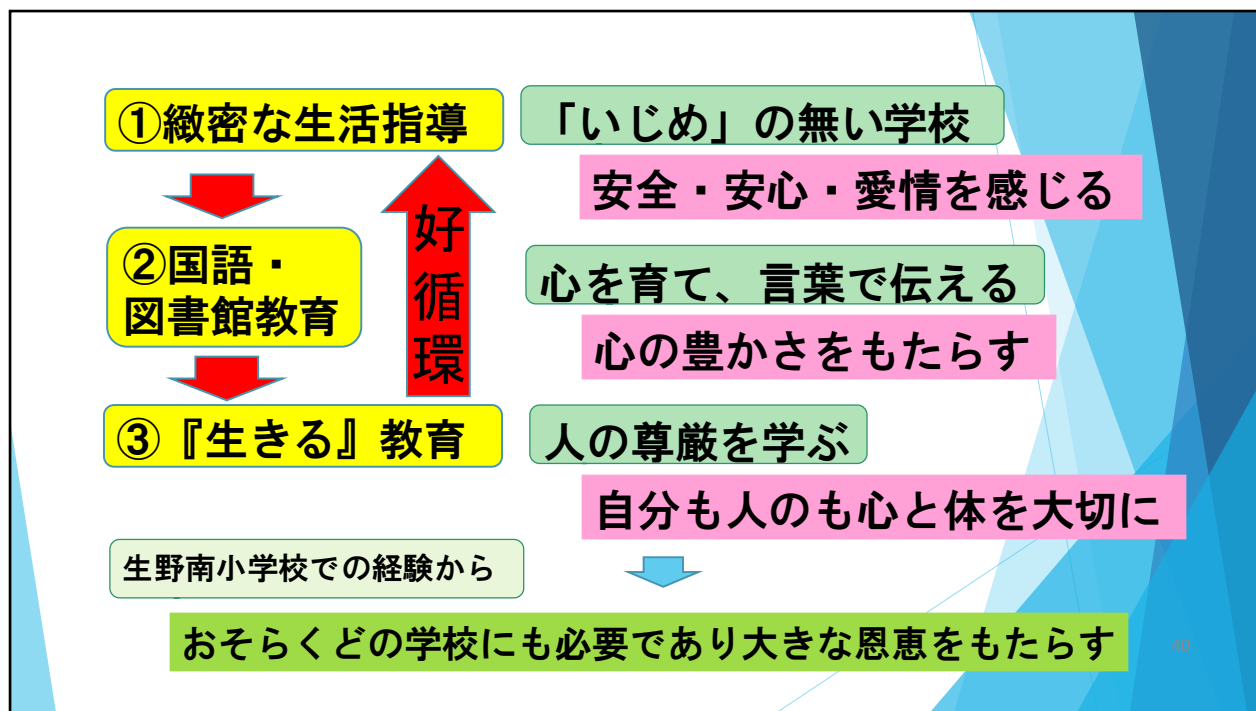 ①緻密な生活指導
「いじめ」の無い学校
安全・安心・愛情を感じる
②国語・
図書館教育
好循環
心を育て、言葉で伝える
心の豊かさをもたらす
③『生きる』教育
人の尊厳を学ぶ
自分も人のも心と体を大切に
生野南小学校での経験から
おそらくどの学校にも必要であり大きな恩恵をもたらす
40